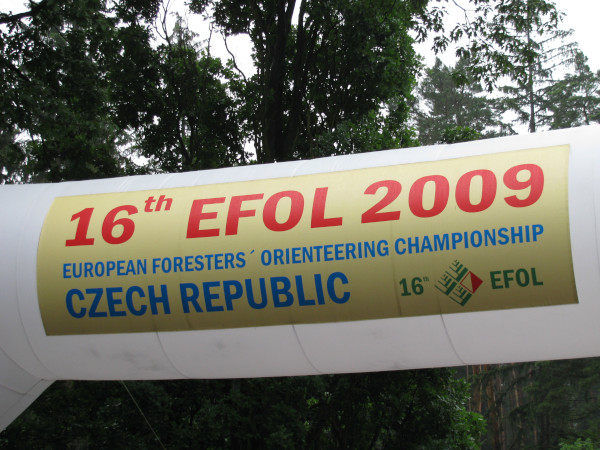 16th EFOL 2009
EUROPEAN FORESTERS´ ORIENTEERING CHAMPIONSHIP
CZECH REPUBLIC
16th EFOL